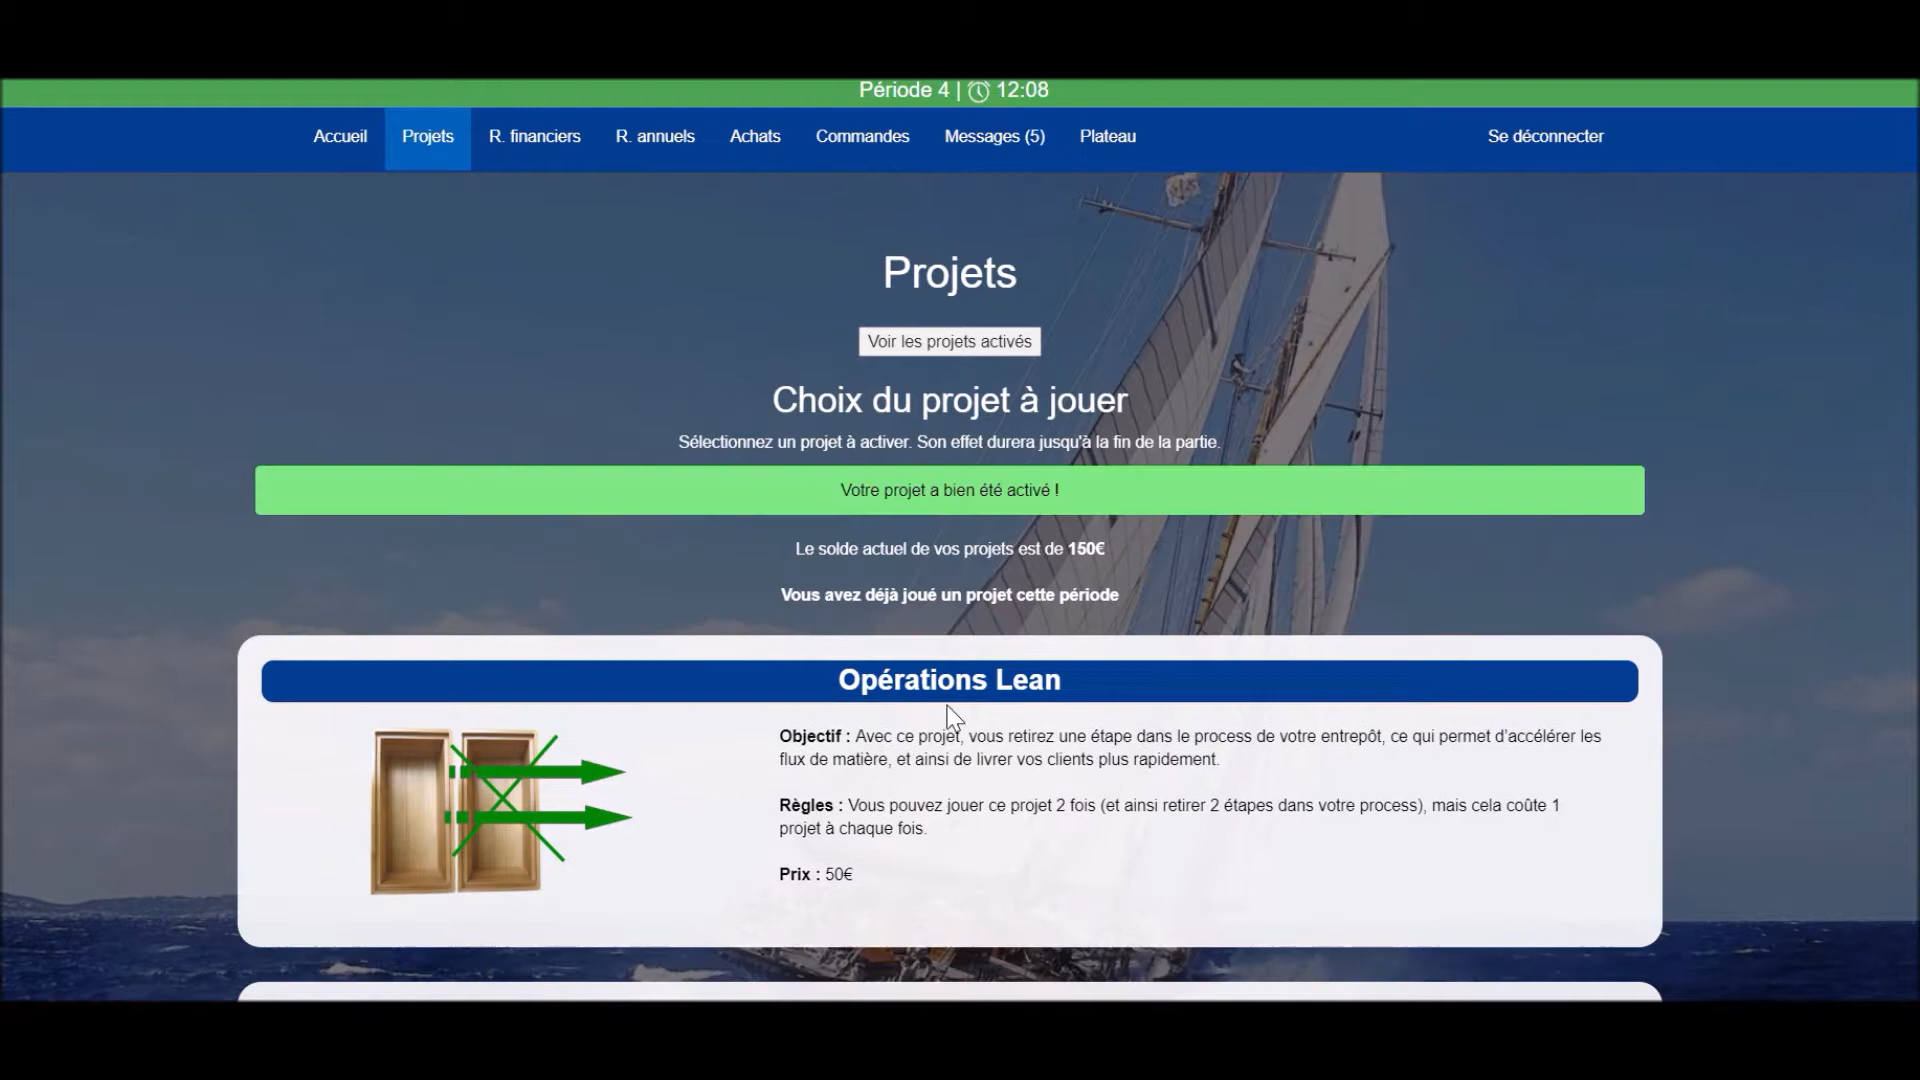 Période 4 | 12:08
Accueil Projets R. financiers R. annuels Achats Commandes Messages (5) Plateau Se déconnecter
Projets
Voir les projets activés
Choix du projet à jouer
Sélectionnez un projet à activer. Son effet durera jusqu'à la fin de la partie.
Votre projet a bien été activé !
Le solde actuel de vos projets est de 150€
Vous avez déjà joué un projet cette période
Opérations Lean
Objectif : Avec ce projet, vous retirez une étape dans le process de votre entrepôt, ce qui permet d'accélérer les
flux de matière, et ainsi de livrer vos clients plus rapidement.
Règles : Vous pouvez jouer ce projet 2 fois (et ainsi retirer 2 étapes dans votre process), mais cela coûte 1
projet à chaque fois.
Prix : 50€